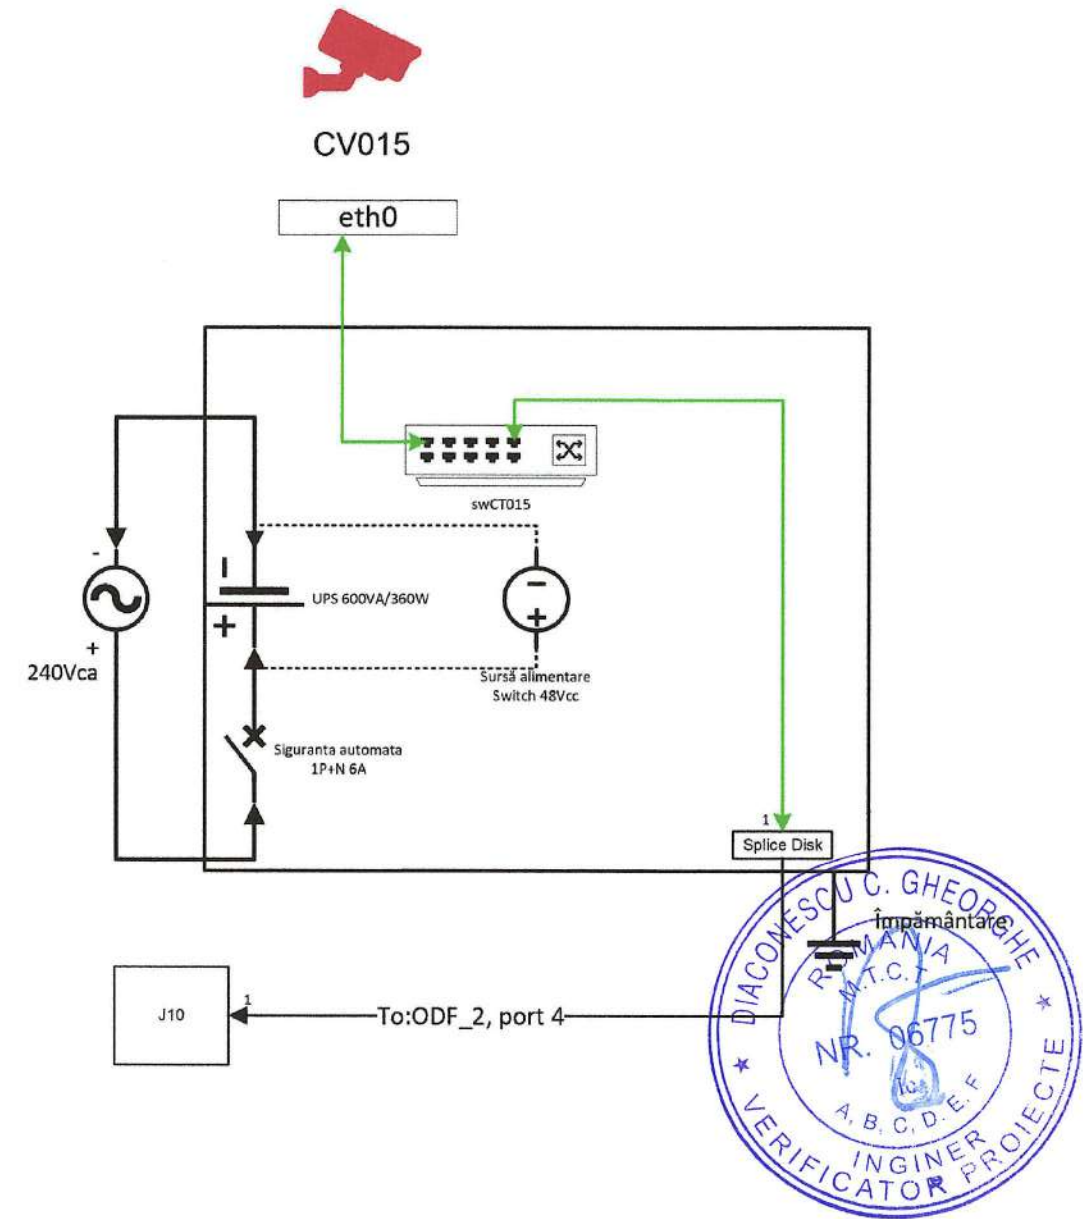 CV015
eth0
swCT015
-
UPS 600VA/360W
+
240Vca
Sursă alimentare
Switch 48Vcc
Siguranta automata
1P+N 6A
1
Splice Disk
Împământare
J10
1
To:ODF_2, port 4
DIACONESCU C. GHEORGHE
ROMANIA
M.T.C.T
NR. 06775
A, B, C, D, E, F
INGINER
VERIFICATOR PROIECTE